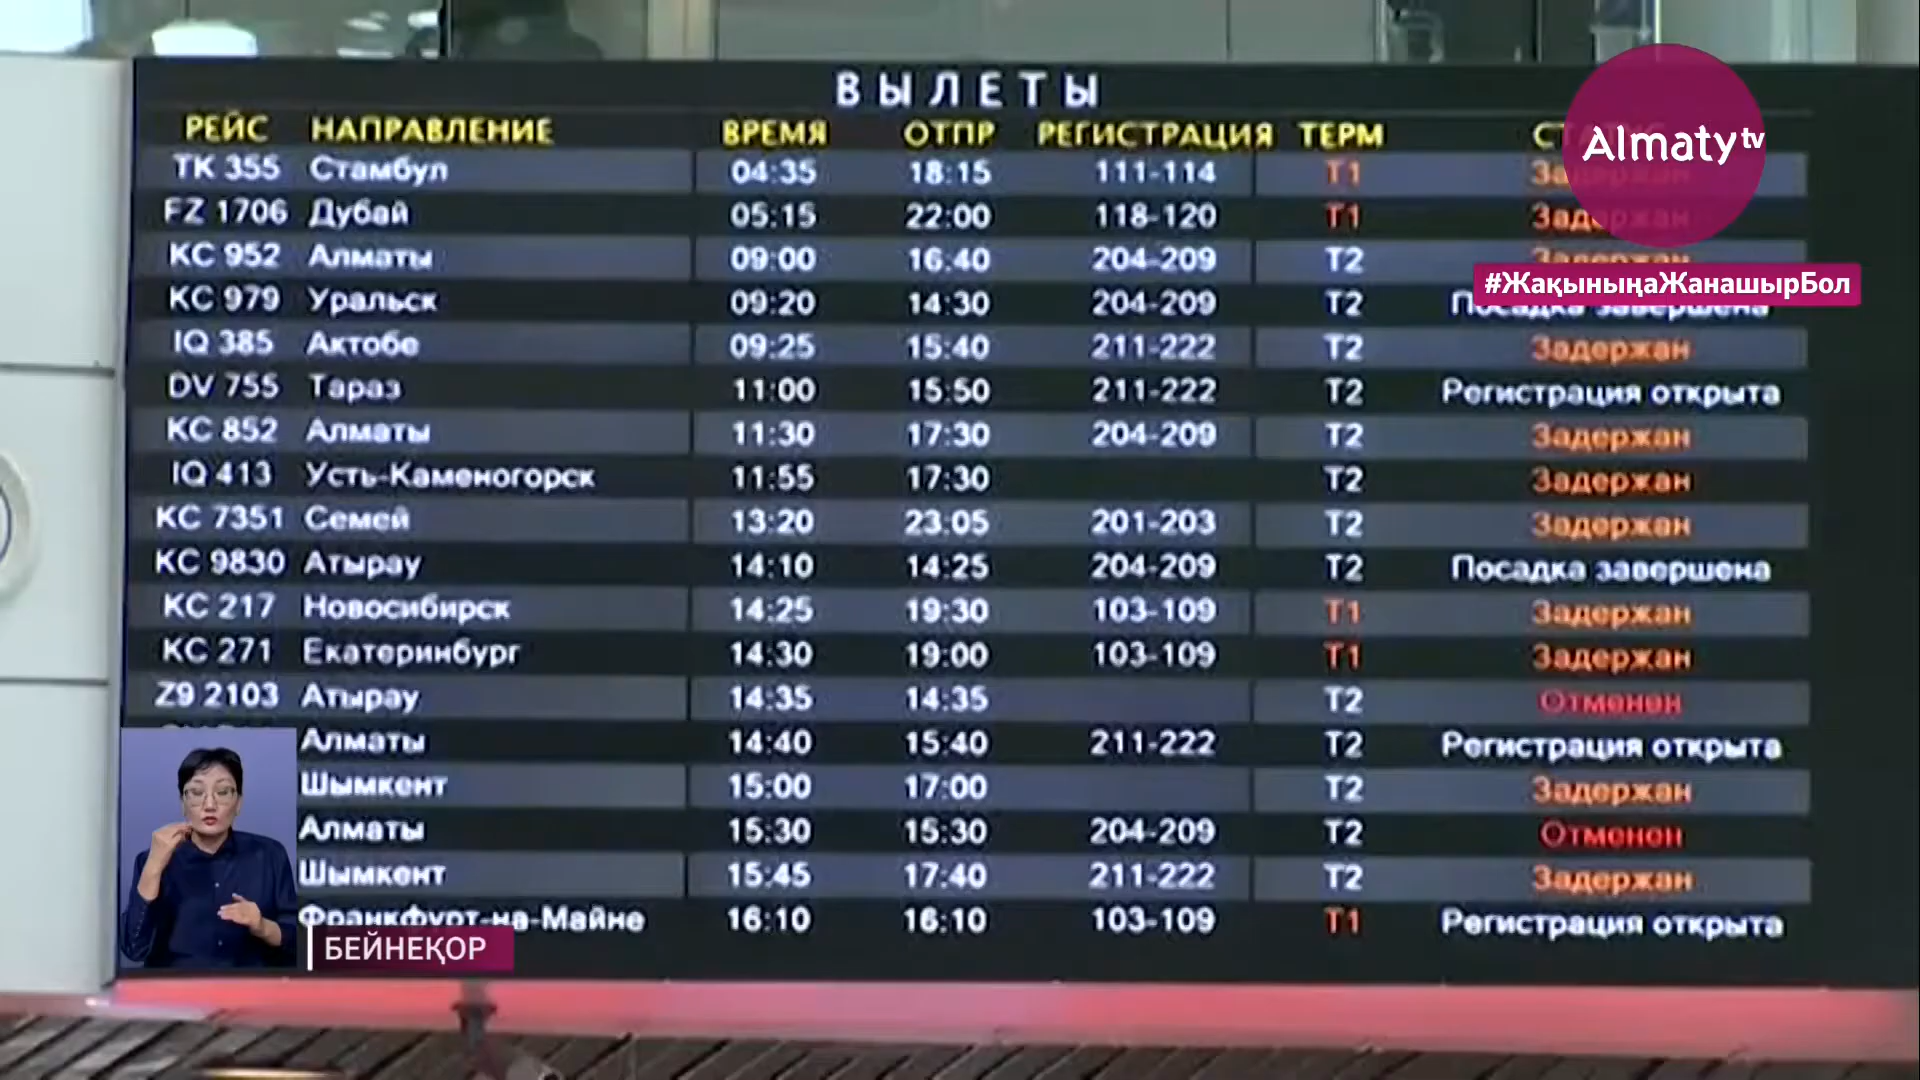 ВЫЛЕТЫ
РЕЙС НАПРАВЛЕНИЕ ВРЕМЯ ОТПР РЕГИСТРАЦИЯ ТЕРМ
Almaty tv
TK 355 Стамбул 04:35 18:15 111-114 T1 Задержан
FZ 1706 Дубай 05:15 22:00 118-120 T1 Задержан
KC 952 Алматы 09:00 16:40 204-209 T2 Задержан
#ЖақыныңаЖанашырБол
KC 979 Уральск 09:20 14:30 204-209 T2 Посадка завершена
IQ 385 Актобе 09:25 15:40 211-222 T2 Задержан
DV 755 Тараз 11:00 15:50 211-222 T2 Регистрация открыта
KC 852 Алматы 11:30 17:30 204-209 T2 Задержан
IQ 413 Усть-Каменогорск 11:55 17:30 T2 Задержан
KC 7351 Семей 13:20 23:05 201-203 T2 Задержан
KC 9830 Атырау 14:10 14:25 204-209 T2 Посадка завершена
KC 217 Новосибирск 14:25 19:30 103-109 T1 Задержан
KC 271 Екатеринбург 14:30 19:00 103-109 T1 Задержан
Z9 2103 Атырау 14:35 14:35 T2 Отменен
Алматы 14:40 15:40 211-222 T2 Регистрация открыта
Шымкент 15:00 17:00 T2 Задержан
Алматы 15:30 15:30 204-209 T2 Отменен
Шымкент 15:45 17:40 211-222 T2 Задержан
Франкфурт-на-Майне 16:10 16:10 103-109 T1 Регистрация открыта
БЕЙНЕҚОР